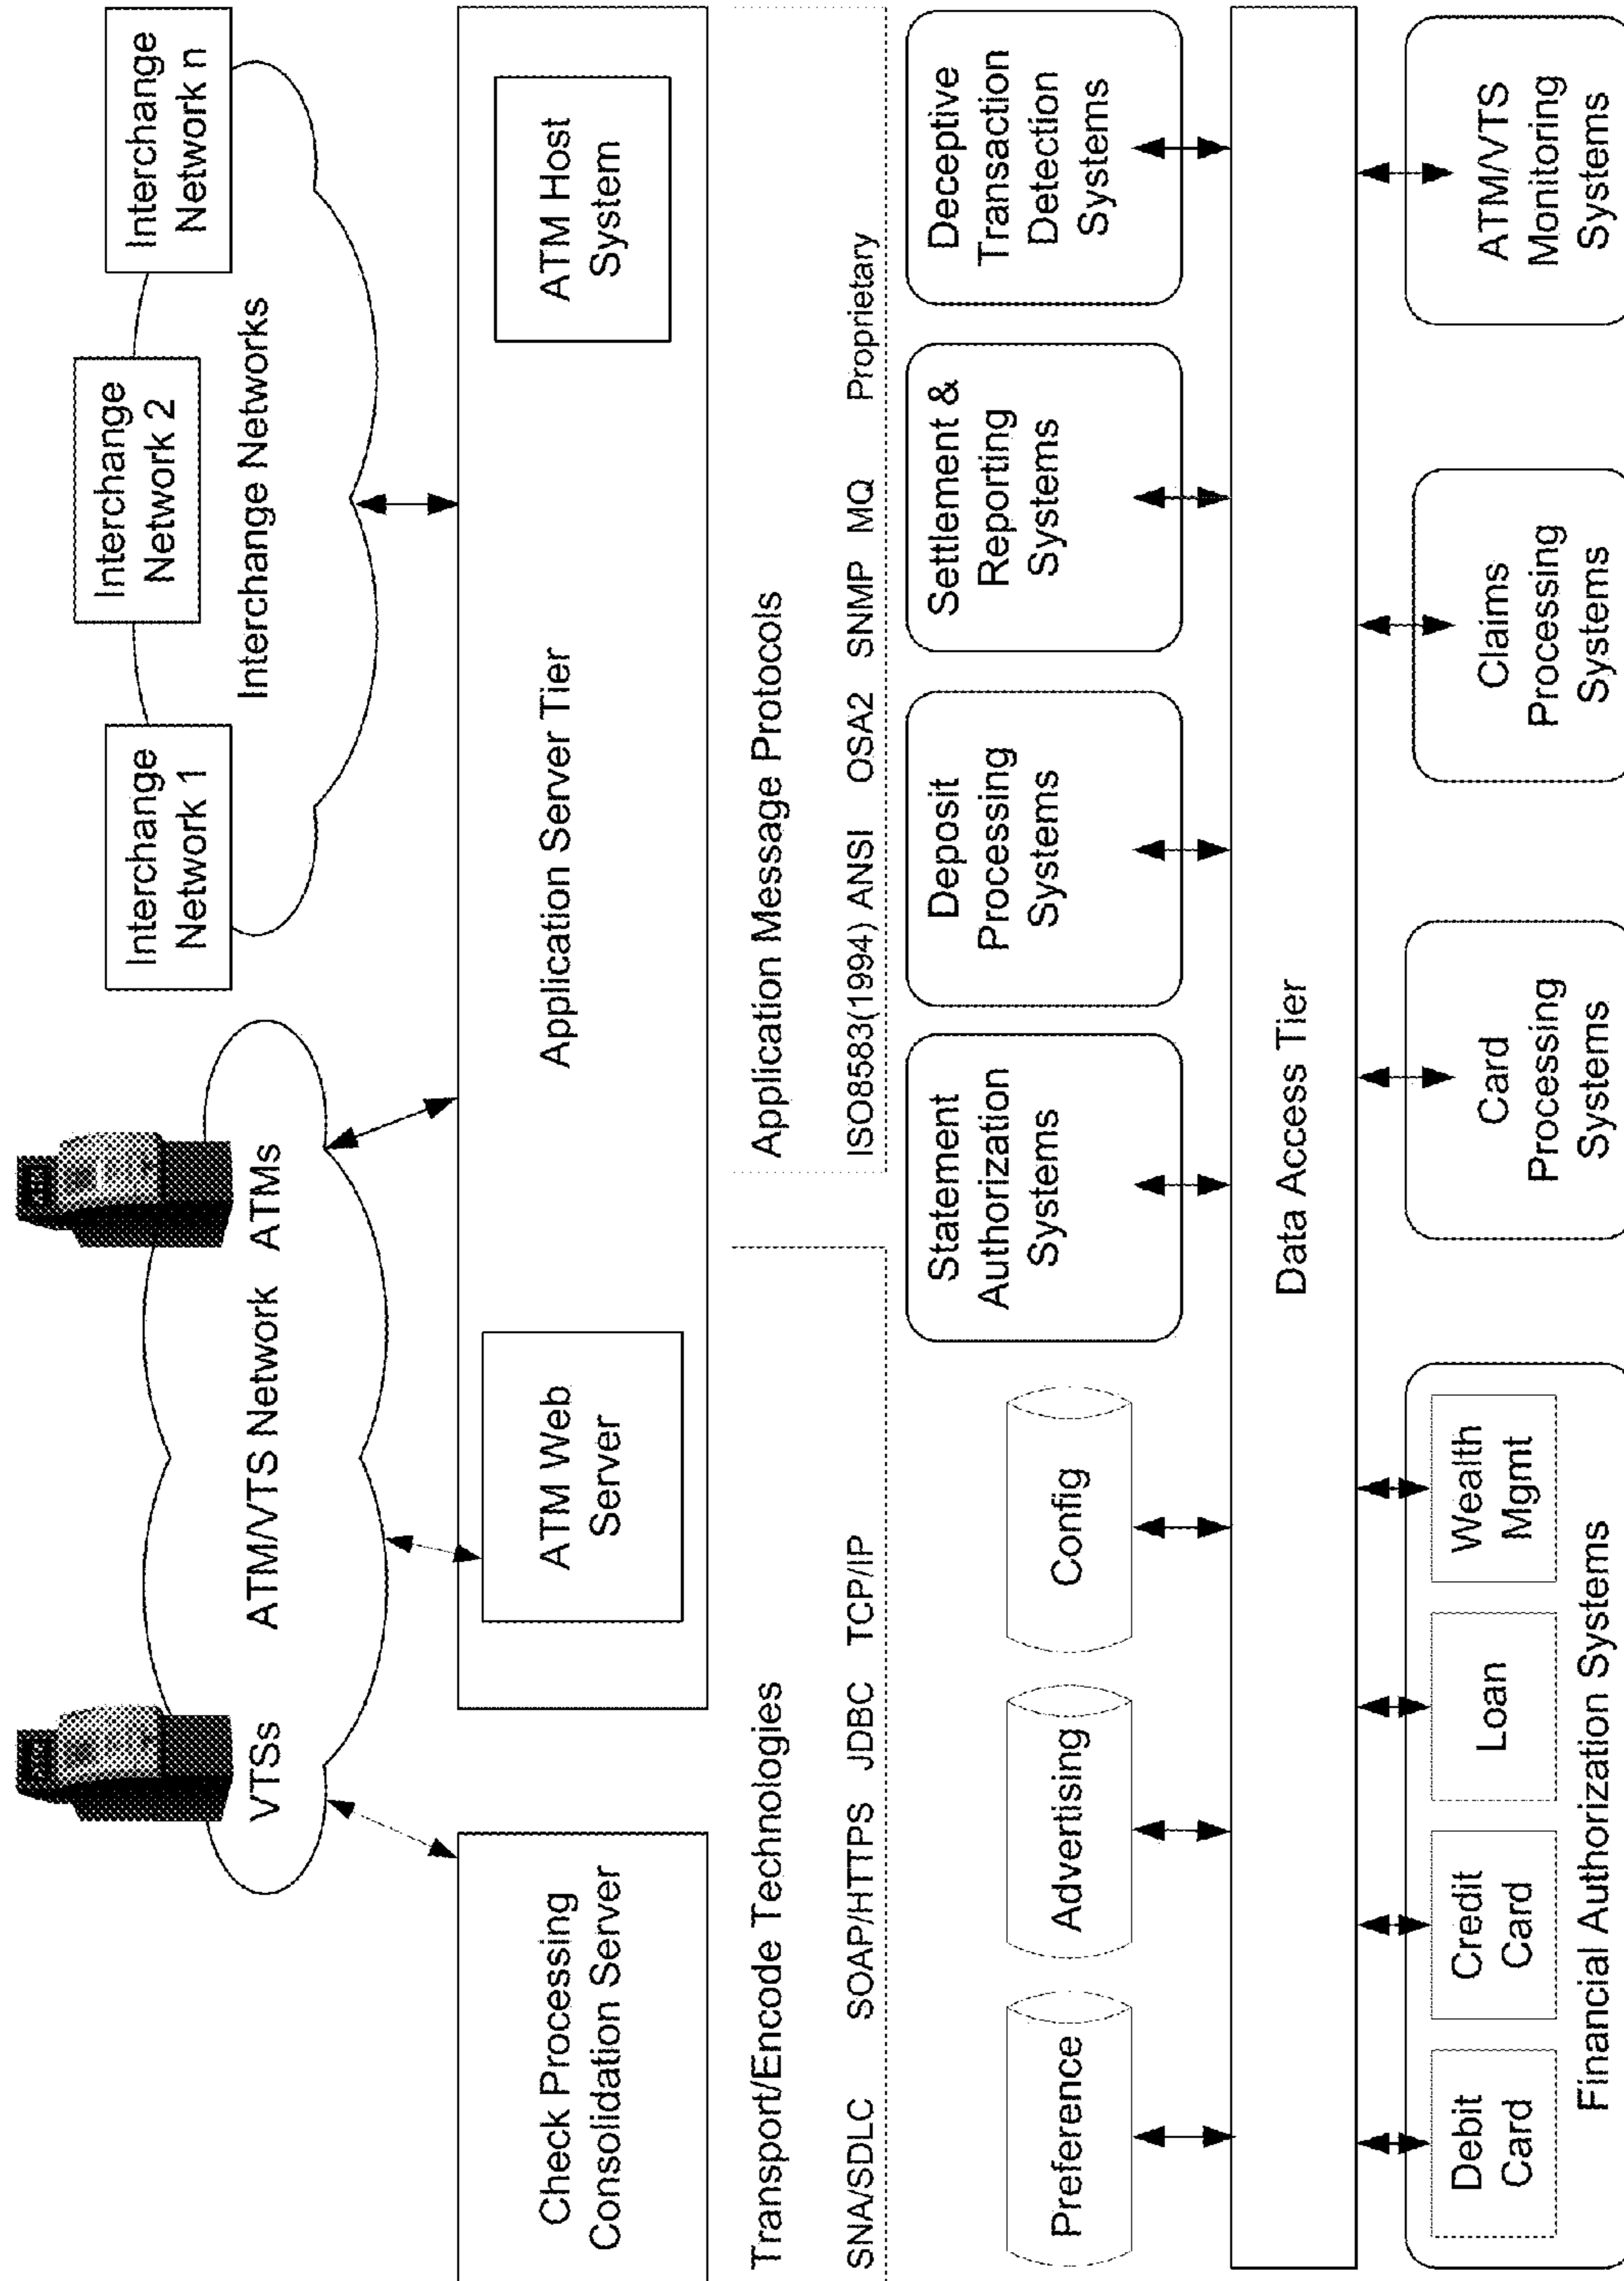 Interchange
Network 1
Interchange
Network 2
Interchange
Network n
Interchange Networks
VTSs
ATM/VTS Network
ATMs
Check Processing
Consolidation Server
ATM Web
Server
Application Server Tier
ATM Host
System
Transport/Encode Technologies
SNA/SDLC SOAP/HTTPS JDBC TCP/IP
Application Message Protocols
ISO8583(1994) ANSI OSA2 SNMP MQ Proprietary
Preference
Advertising
Config
Statement
Authorization
Systems
Deposit
Processing
Systems
Settlement &
Reporting
Systems
Deceptive
Transaction
Detection
Systems
Data Access Tier
Debit
Card
Credit
Card
Loan
Wealth
Mgmt
Financial Authorization Systems
Card
Processing
Systems
Claims
Processing
Systems
ATM/VTS
Monitoring
Systems